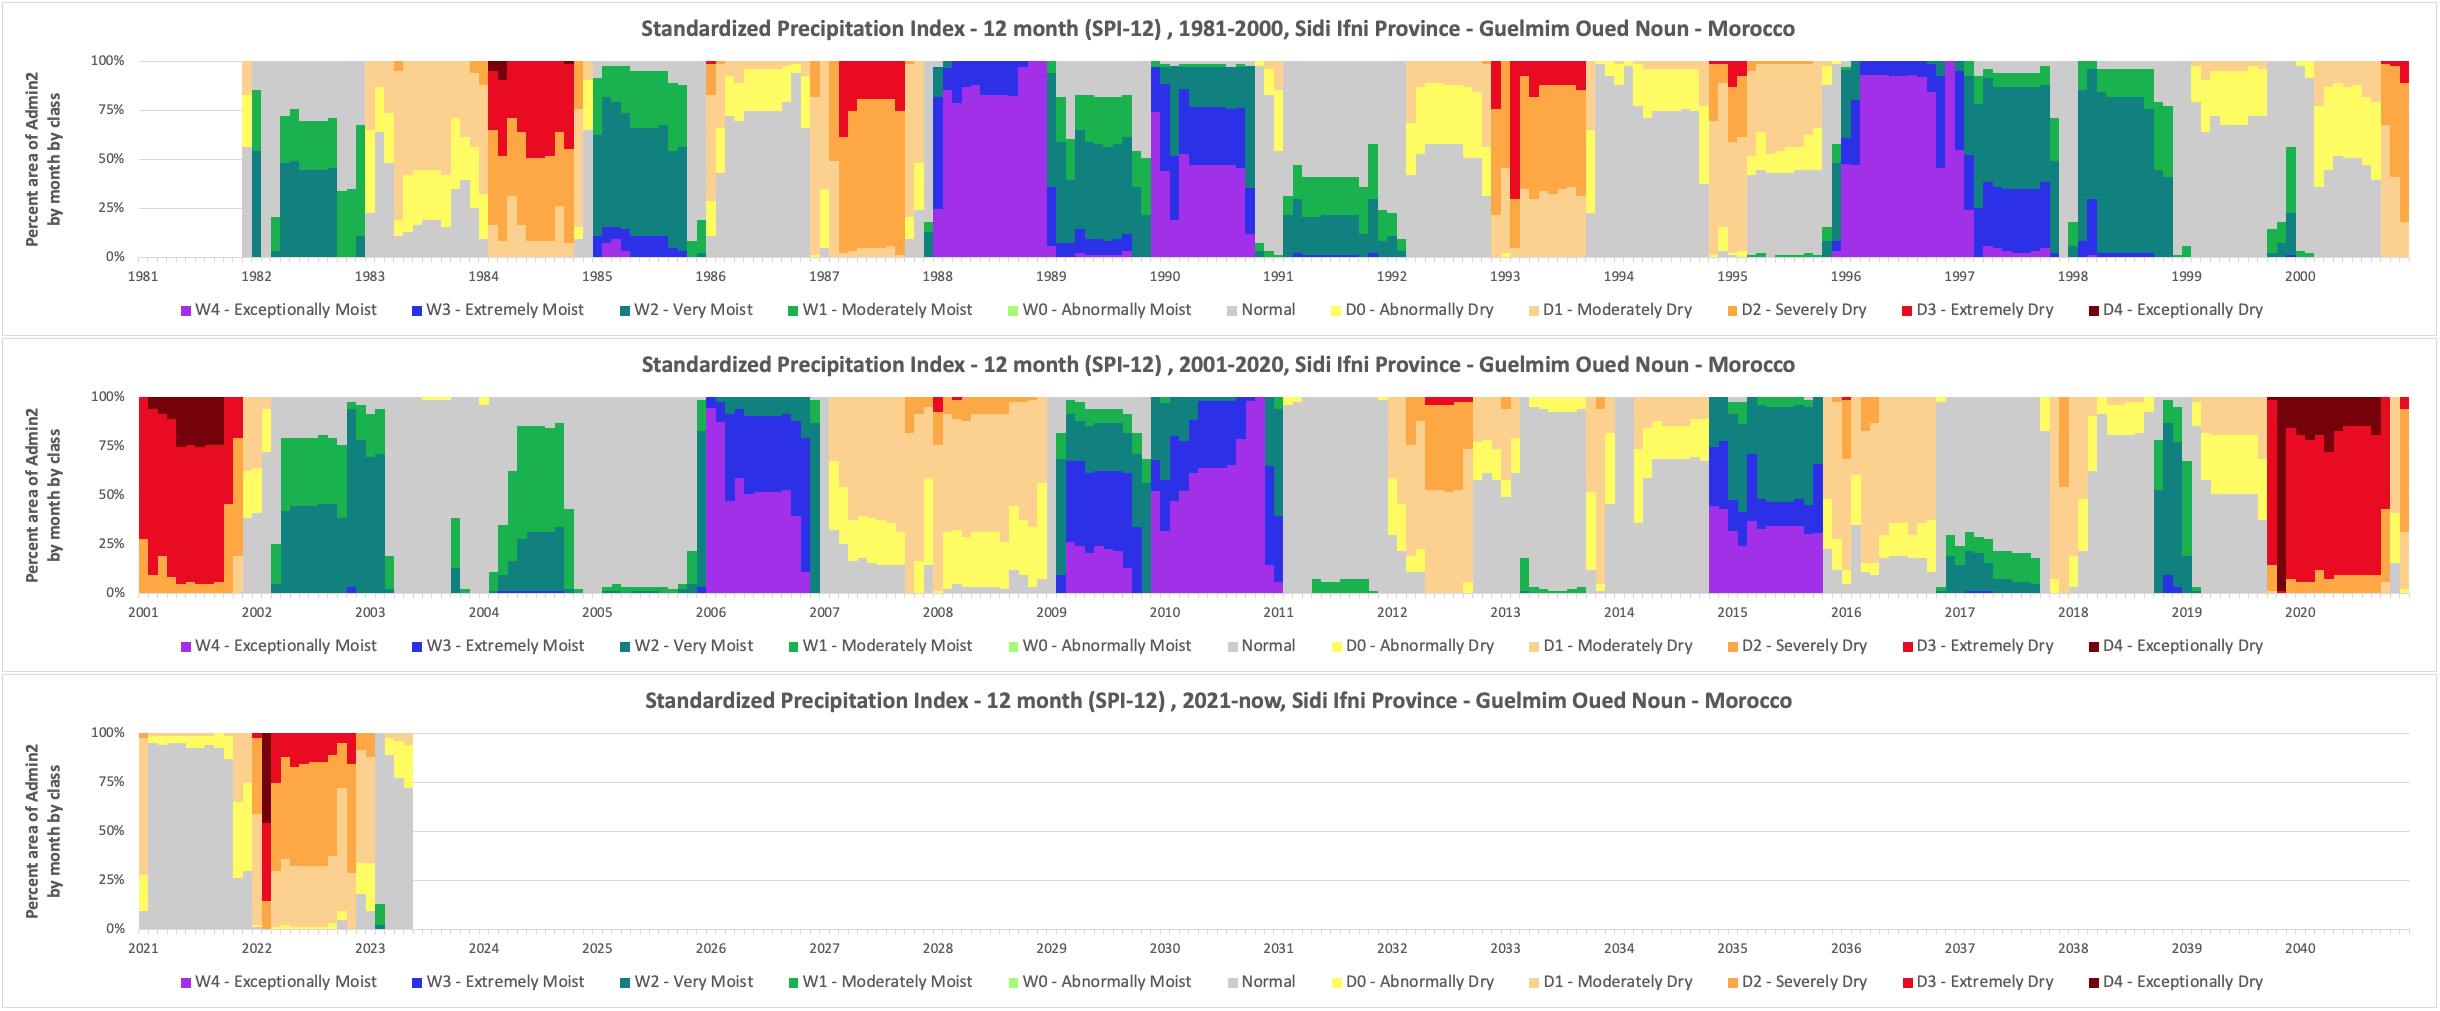 Standardized Precipitation Index - 12 month (SPI-12) , 1981-2000, Sidi Ifni Province - Guelmim Oued Noun - Morocco
Percent area of Admin2
by month by class
100%
75%
50%
25%
0%
1981 1982 1983 1984 1985 1986 1987 1988 1989 1990 1991 1992 1993 1994 1995 1996 1997 1998 1999 2000
W4 - Exceptionally Moist W3 - Extremely Moist W2 - Very Moist W1 - Moderately Moist W0 - Abnormally Moist Normal D0 - Abnormally Dry D1 - Moderately Dry D2 - Severely Dry D3 - Extremely Dry D4 - Exceptionally Dry
Standardized Precipitation Index - 12 month (SPI-12) , 2001-2020, Sidi Ifni Province - Guelmim Oued Noun - Morocco
Percent area of Admin2
by month by class
100%
75%
50%
25%
0%
2001 2002 2003 2004 2005 2006 2007 2008 2009 2010 2011 2012 2013 2014 2015 2016 2017 2018 2019 2020
W4 - Exceptionally Moist W3 - Extremely Moist W2 - Very Moist W1 - Moderately Moist W0 - Abnormally Moist Normal D0 - Abnormally Dry D1 - Moderately Dry D2 - Severely Dry D3 - Extremely Dry D4 - Exceptionally Dry
Standardized Precipitation Index - 12 month (SPI-12) , 2021-now, Sidi Ifni Province - Guelmim Oued Noun - Morocco
Percent area of Admin2
by month by class
100%
75%
50%
25%
0%
2021 2022 2023 2024 2025 2026 2027 2028 2029 2030 2031 2032 2033 2034 2035 2036 2037 2038 2039 2040
W4 - Exceptionally Moist W3 - Extremely Moist W2 - Very Moist W1 - Moderately Moist W0 - Abnormally Moist Normal D0 - Abnormally Dry D1 - Moderately Dry D2 - Severely Dry D3 - Extremely Dry D4 - Exceptionally Dry